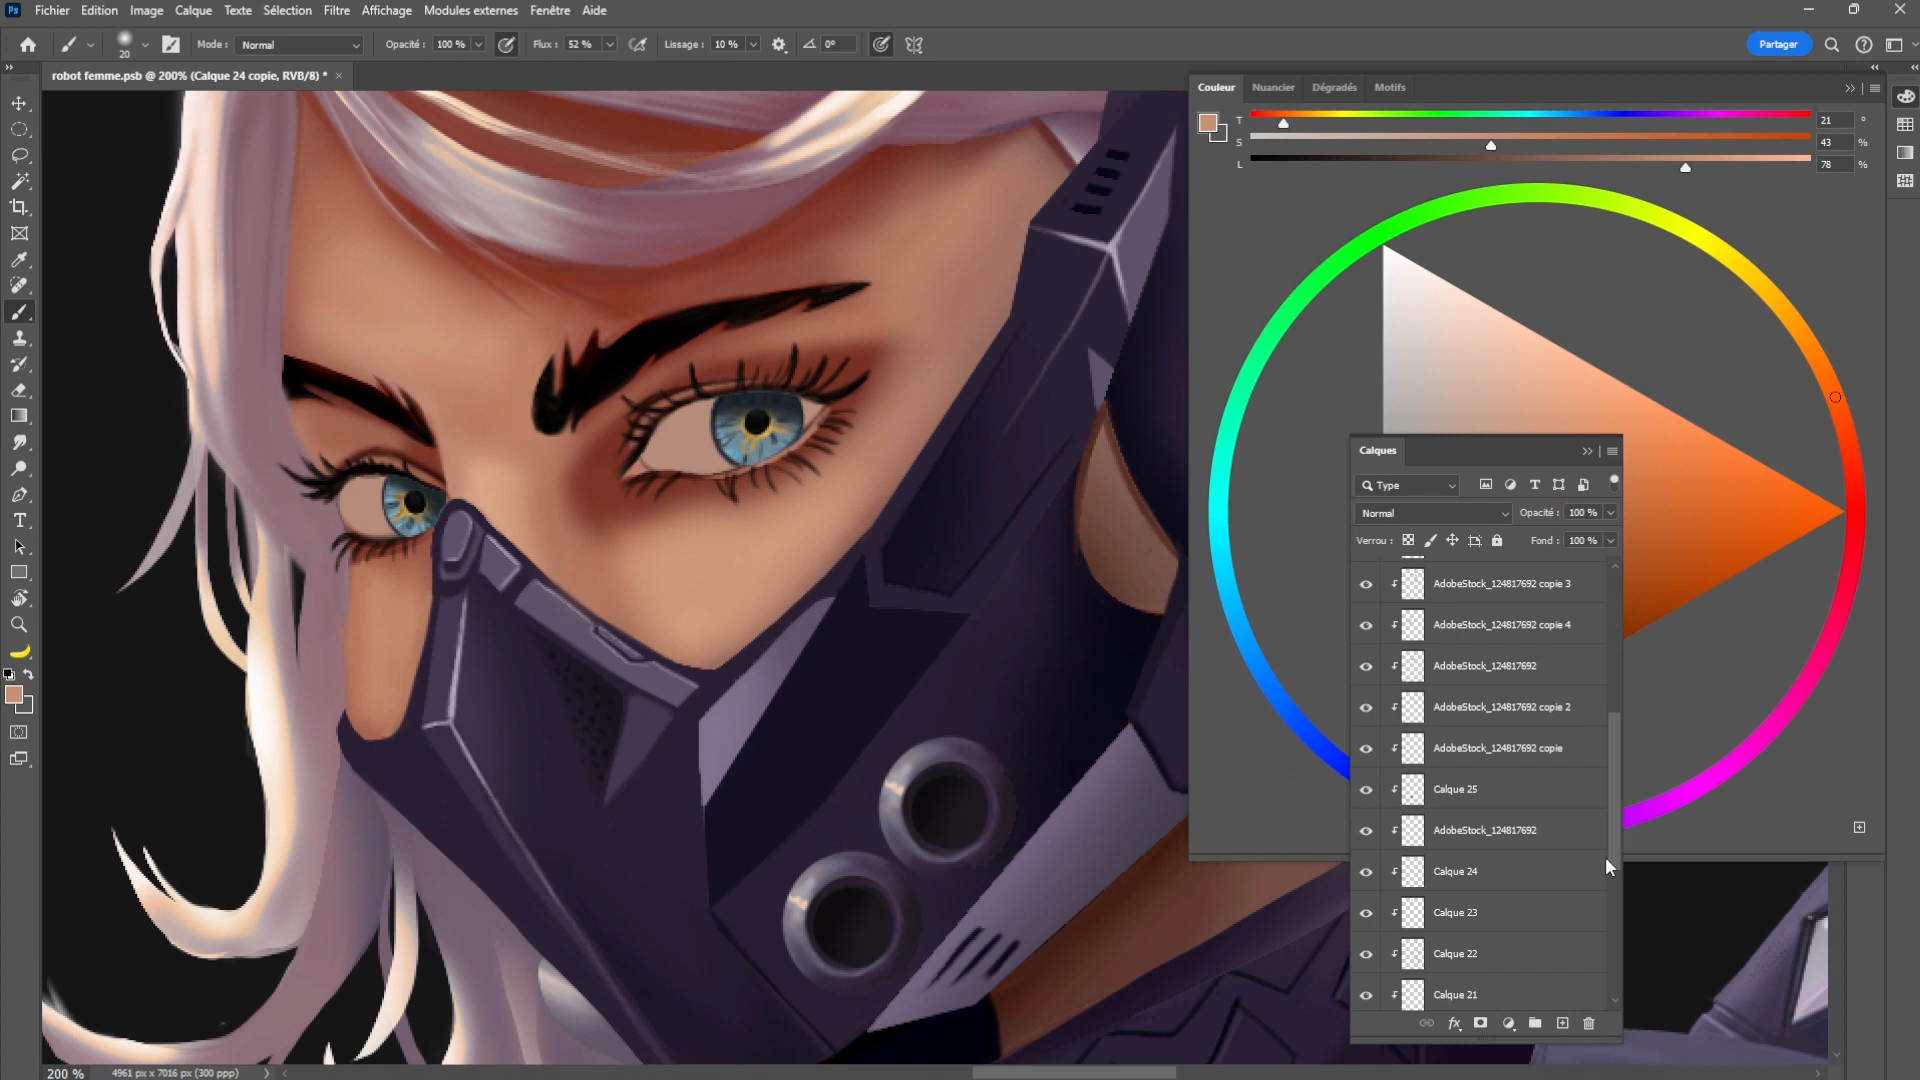 Ps Fichier Edition Image Calque Texte Sélection Filtre Affichage Modules externes Fenêtre Aide
20 Mode : Normal Opacité : 100 % Flux : 52 % Lissage : 10 % 0° Partager
robot femme.psb @ 200% (Calque 24 copie, RVB/8) * ×
Couleur Nuancier Dégradés Motifs
T 21 °
S 43 %
L 78 %
Calques
Type
Normal Opacité : 100 %
Verrou : Fond : 100 %
AdobeStock_124817692 copie 3
AdobeStock_124817692 copie 4
AdobeStock_124817692
AdobeStock_124817692 copie 2
AdobeStock_124817692 copie
Calque 25
AdobeStock_124817692
Calque 24
Calque 23
Calque 22
Calque 21
fx
200 % 4961 px x 7016 px (300 ppp)